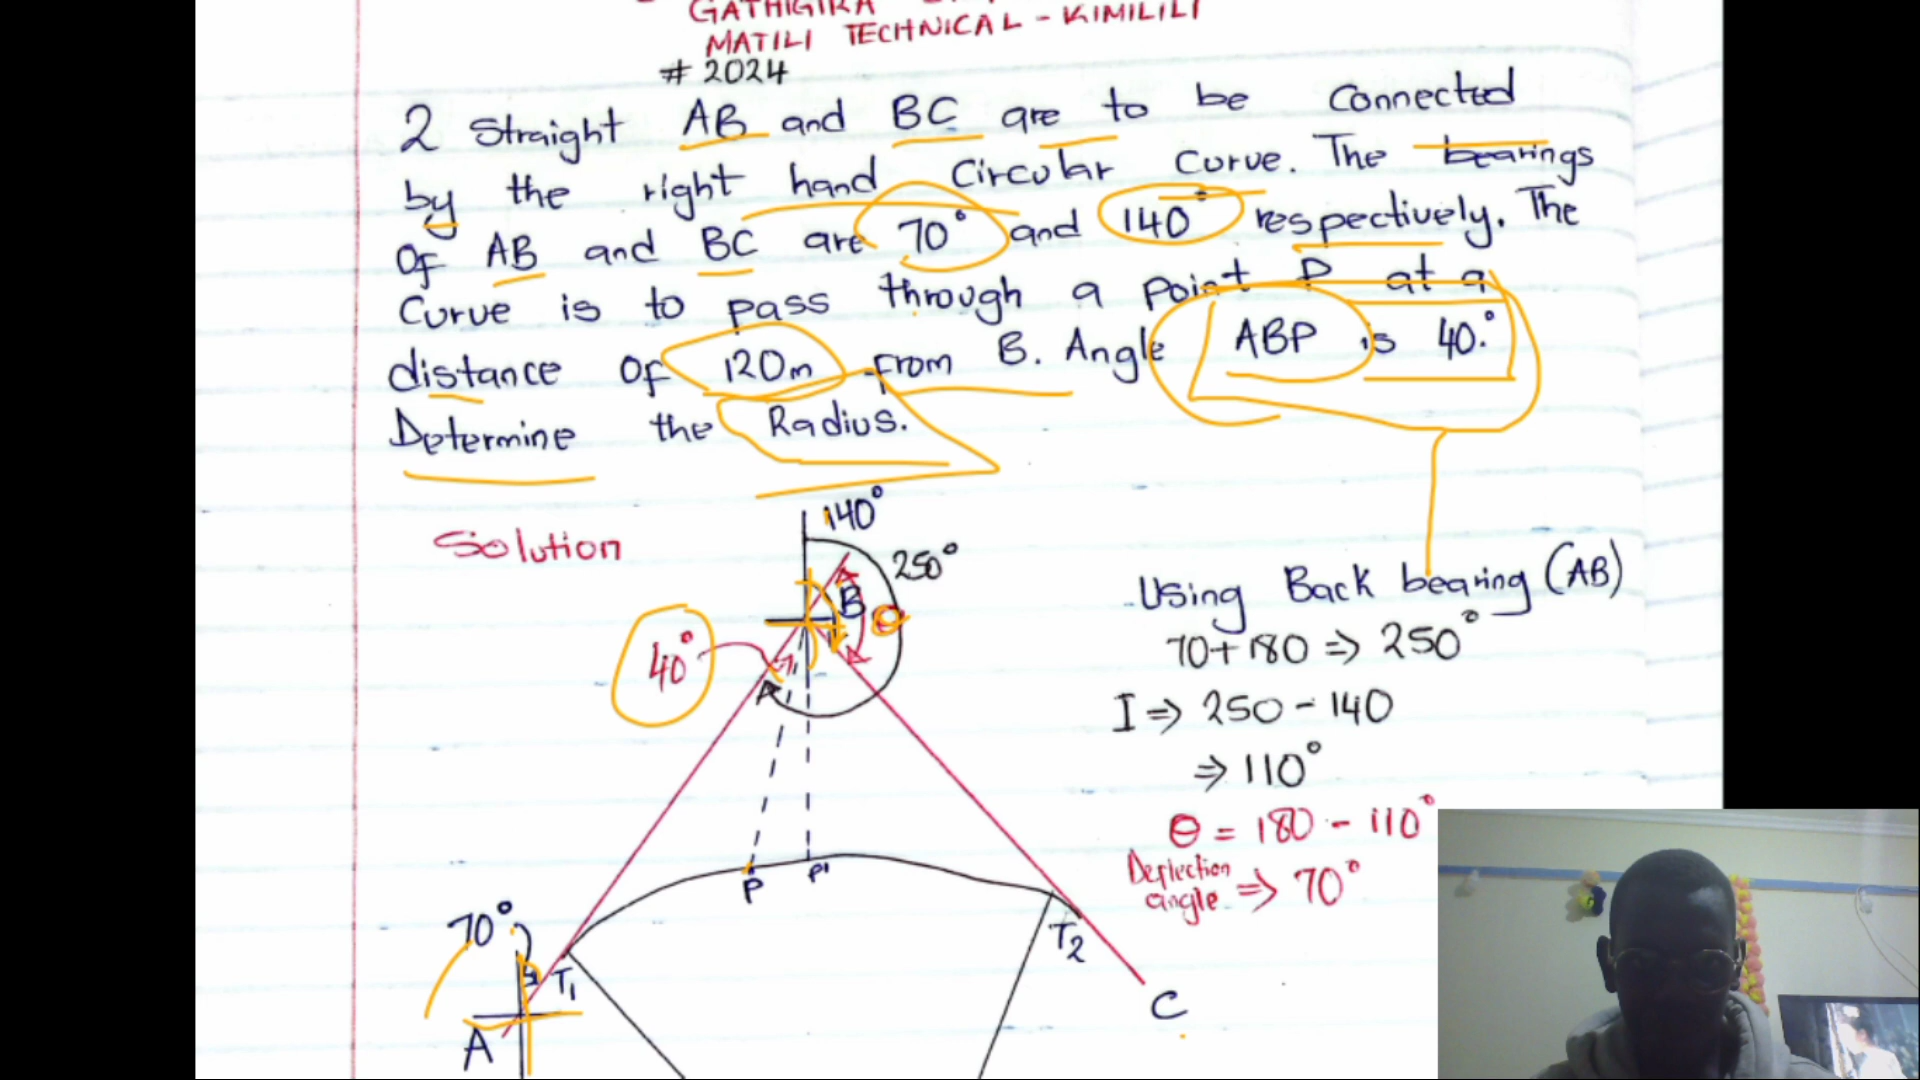 GATHIGIRA
MATILI TECHNICAL - KIMILILI
# 2024
2 Straight AB and BC are to be Connected
by the right hand Circular Curve. The bearings
Of AB and BC are 70° and 140° respectively. The
Curve is to pass through a point P at a
distance Of 120m from B. Angle ABP is 40.°
Determine the Radius.
Solution
140°
250°
B
θ
40°
P
P'
70°
T1
T2
A
C
Using Back bearing (AB)
70+180 => 250°
I => 250 - 140
=> 110°
θ = 180 - 110°
Deflection
angle => 70°